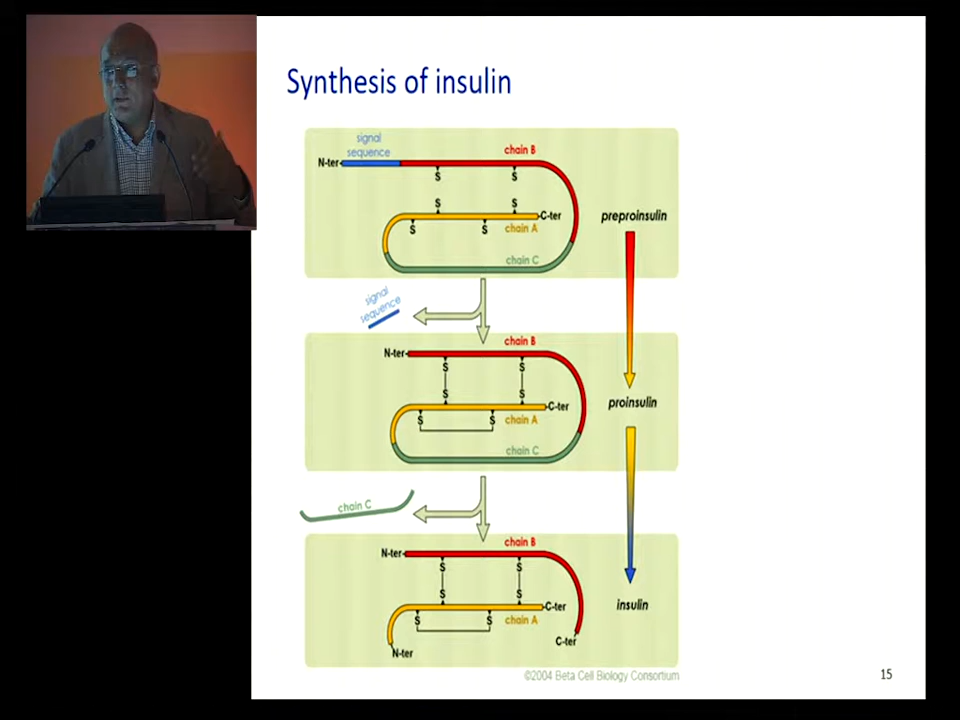 Synthesis of insulin
signal
sequence
N-ter
chain B
S
S
S
S
C-ter
S
S
chain A
chain C
preproinsulin
signal
sequence
N-ter
chain B
S
S
S
S
C-ter
S
S
chain A
chain C
proinsulin
chain C
N-ter
chain B
S
S
S
S
C-ter
S
S
chain A
C-ter
N-ter
insulin
©2004 Beta Cell Biology Consortium
15